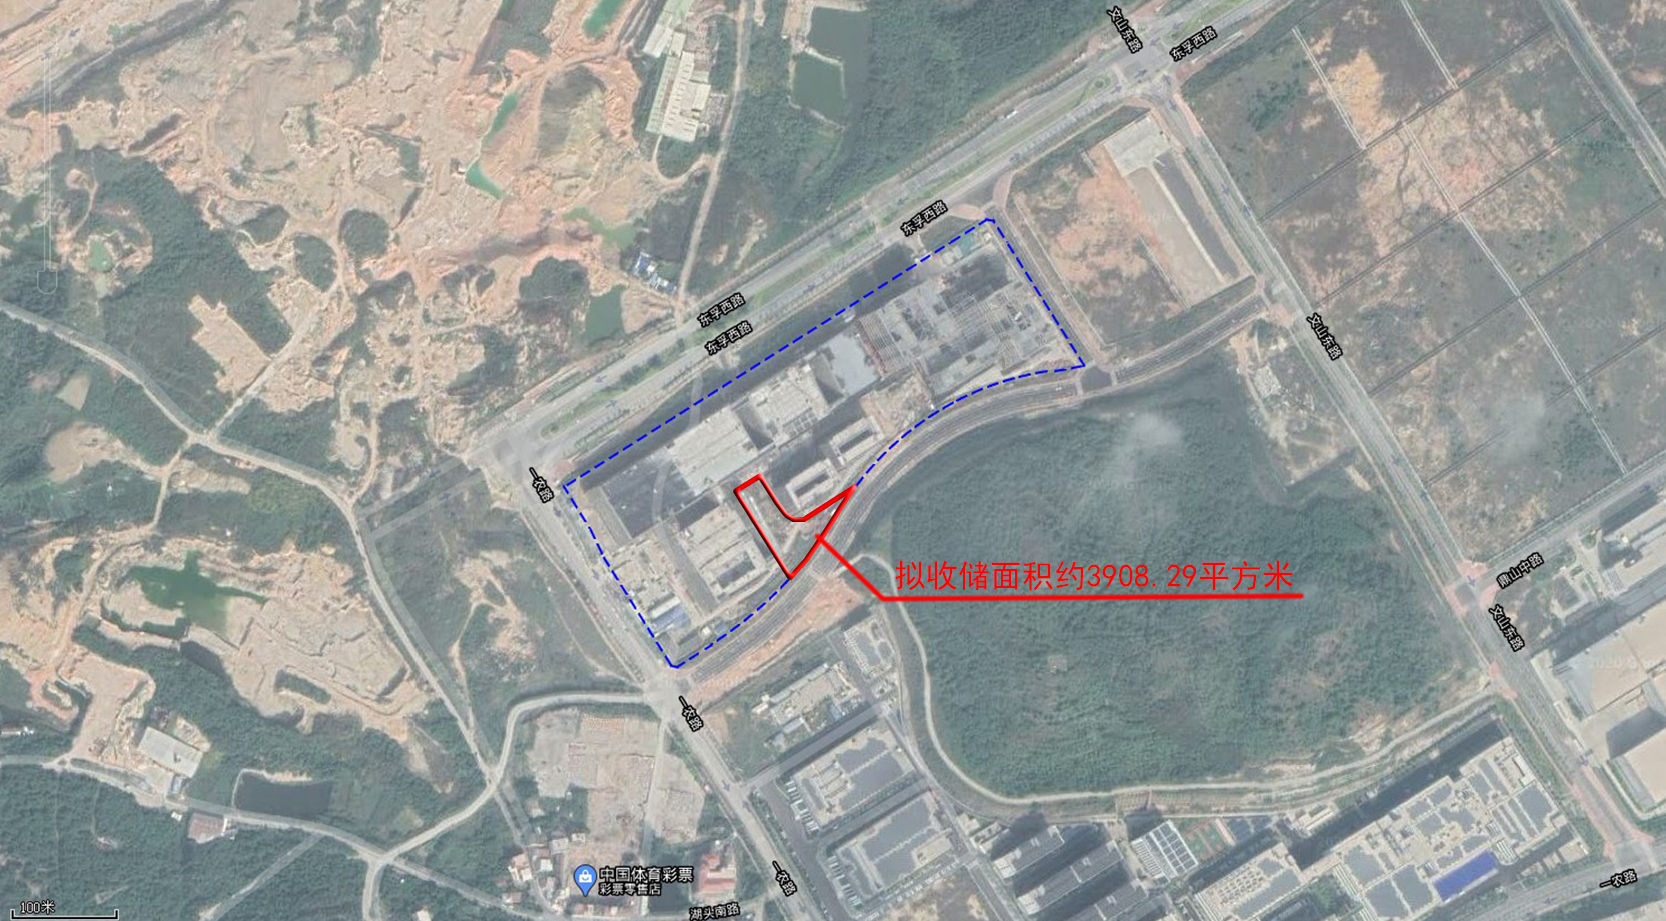 文山东路
东孚西路
东孚西路
东孚西路
东孚西路
文山东路
一农路
拟收储面积约3908.29平方米
鼎山中路
文山东路
一农路
中国体育彩票
彩票零售店
一农路
一农路
100米
湖头南路